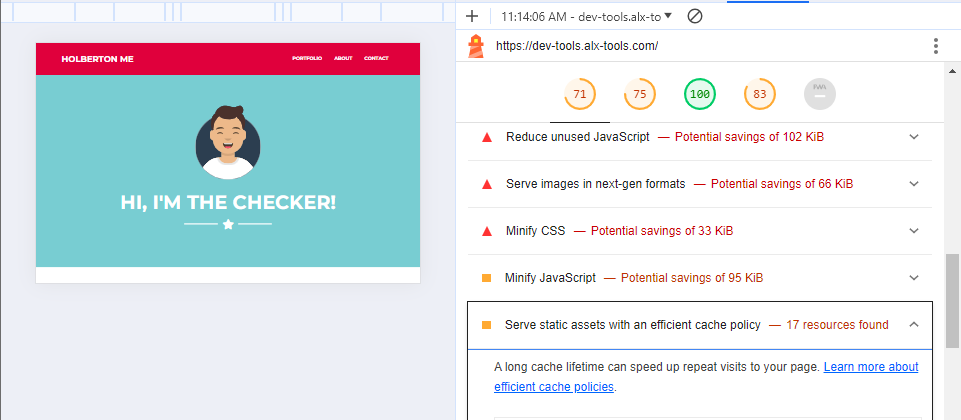 11:14:06 AM - dev-tools.alx-to
https://dev-tools.alx-tools.com/
HOLBERTON ME
PORTFOLIO ABOUT CONTACT
HI, I'M THE CHECKER!
71 75 100 83 PWA
Reduce unused JavaScript — Potential savings of 102 KiB
Serve images in next-gen formats — Potential savings of 66 KiB
Minify CSS — Potential savings of 33 KiB
Minify JavaScript — Potential savings of 95 KiB
Serve static assets with an efficient cache policy — 17 resources found
A long cache lifetime can speed up repeat visits to your page. Learn more about
efficient cache policies.